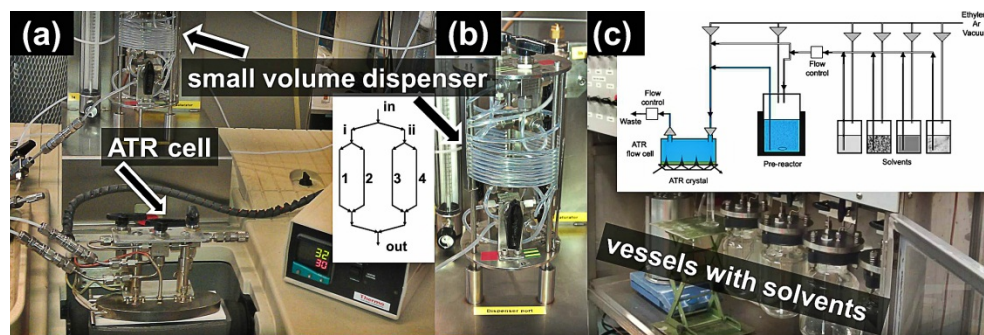 (a)
small volume dispenser
ATR cell
in
i
ii
1
2
3
4
out
32
30
(b)
Dispenser port
(c)
Ethylene
Ar
Vacuum
Flow
control
Flow
control
Waste
ATR
flow cell
ATR crystal
Pre-reactor
Solvents
vessels with solvents